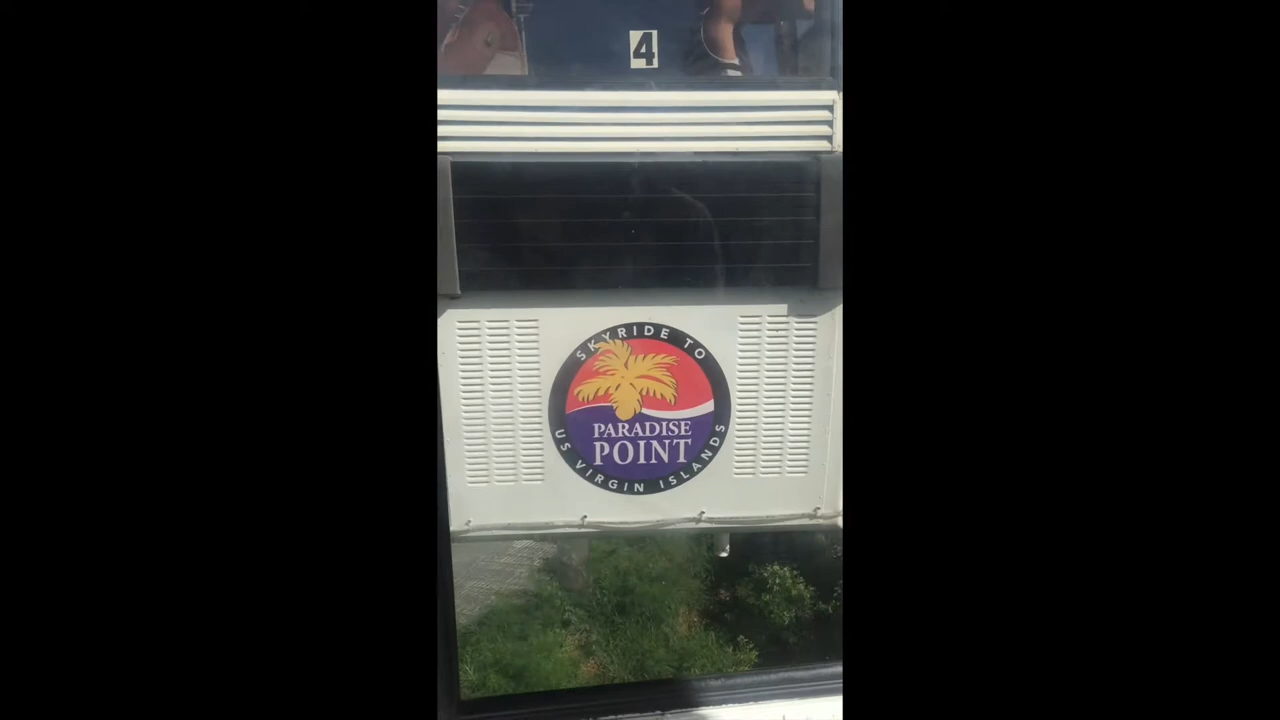 4
SKYRIDE TO
PARADISE
POINT
US VIRGIN ISLANDS